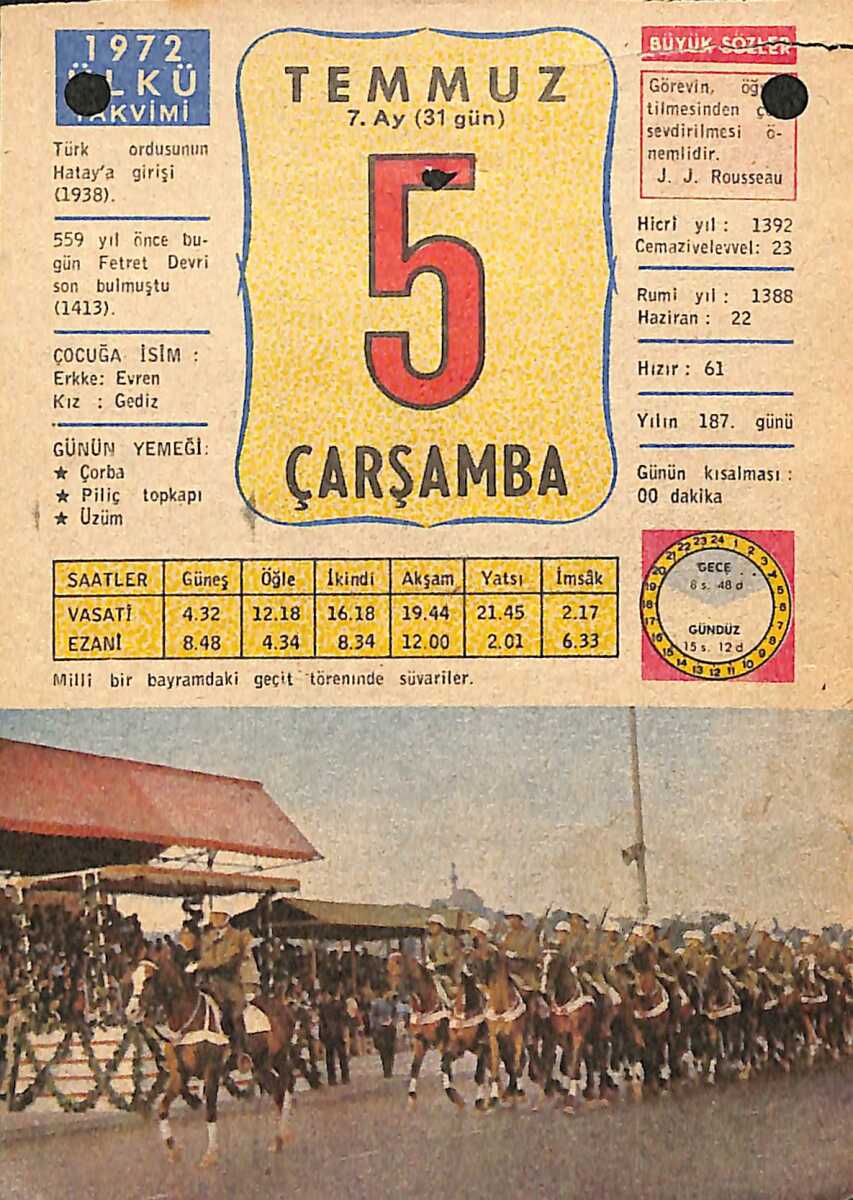 1972
ÜLKÜ
TAKVİMİ
Türk ordusunun
Hatay'a girişi
(1938).
559 yıl önce bu-
gün Fetret Devri
son bulmuştu
(1413).
ÇOCUĞA İSİM :
Erkke: Evren
Kız : Gediz
GÜNÜN YEMEĞİ:
★ Çorba
★ Piliç topkapı
★ Üzüm
TEMMUZ
7. Ay (31 gün)
5
ÇARŞAMBA
BÜYÜK SÖZLER
Görevin,
tilmesinden
sevdirilmesi ö-
nemlidir.
J. J. Rousseau
Hicri yıl : 1392
Cemazivelevvel: 23
Rumi yıl : 1388
Haziran : 22
Hızır : 61
Yılın 187. günü
Günün kısalması :
00 dakika
SAATLER Güneş Öğle İkindi Akşam Yatsı İmsâk
VASATİ 4.32 12.18 16.18 19.44 21.45 2.17
EZANİ 8.48 4.34 8.34 12.00 2.01 6.33
GECE
8 s. 48 d
GÜNDÜZ
15 s. 12 d
Milli bir bayramdaki geçit töreninde süvariler.